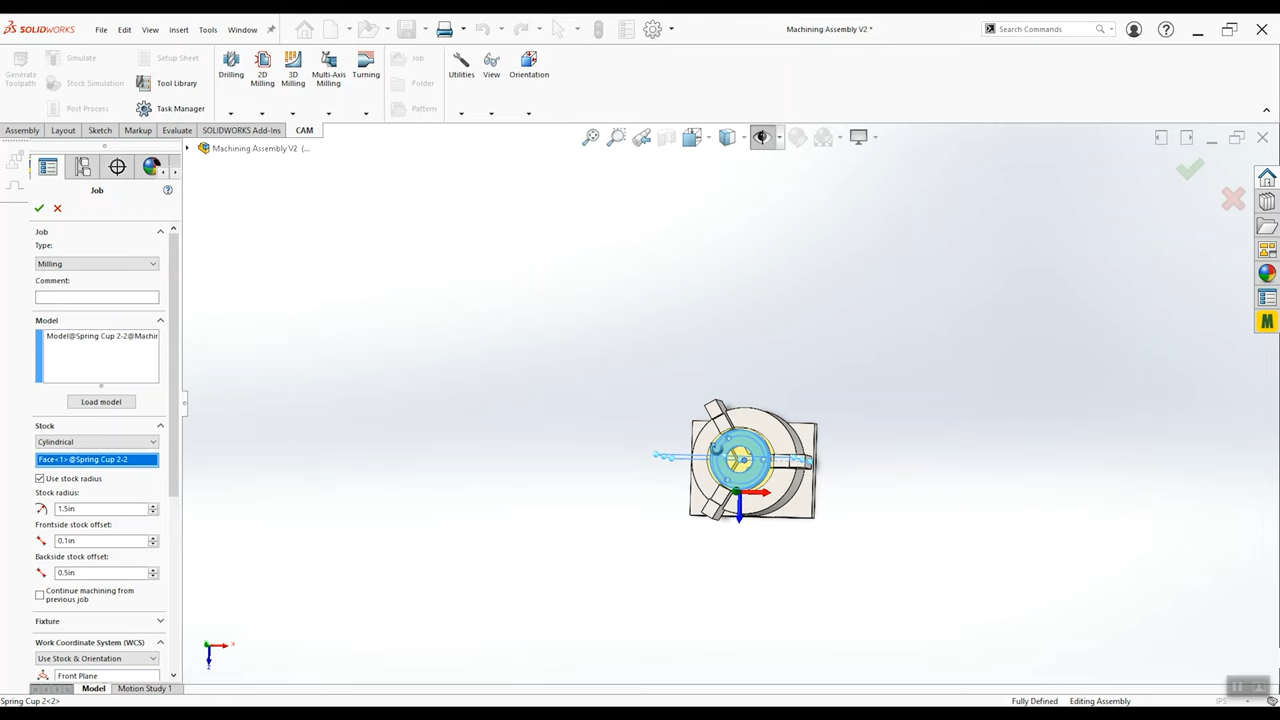 SOLIDWORKS File Edit View Insert Tools Window Machining Assembly V2 * Search Commands
Generate Toolpath Simulate Stock Simulation Post Process Setup Sheet Tool Library Task Manager Drilling 2D Milling 3D Milling Multi-Axis Milling Turning Job Folder Pattern Utilities View Orientation
Assembly Layout Sketch Markup Evaluate SOLIDWORKS Add-Ins CAM
Machining Assembly V2 (...
Job
Job
Type:
Milling
Comment:
Model
Model@Spring Cup 2-2@Machin
Load model
Stock
Cylindrical
Face<1>@Spring Cup 2-2
Use stock radius
Stock radius:
1.5in
Frontside stock offset:
0.1in
Backside stock offset:
0.5in
Continue machining from
previous job
Fixture
Work Coordinate System (WCS)
Use Stock & Orientation
Front Plane
Model Motion Study 1
Spring Cup 2<2> Fully Defined Editing Assembly IPS
M